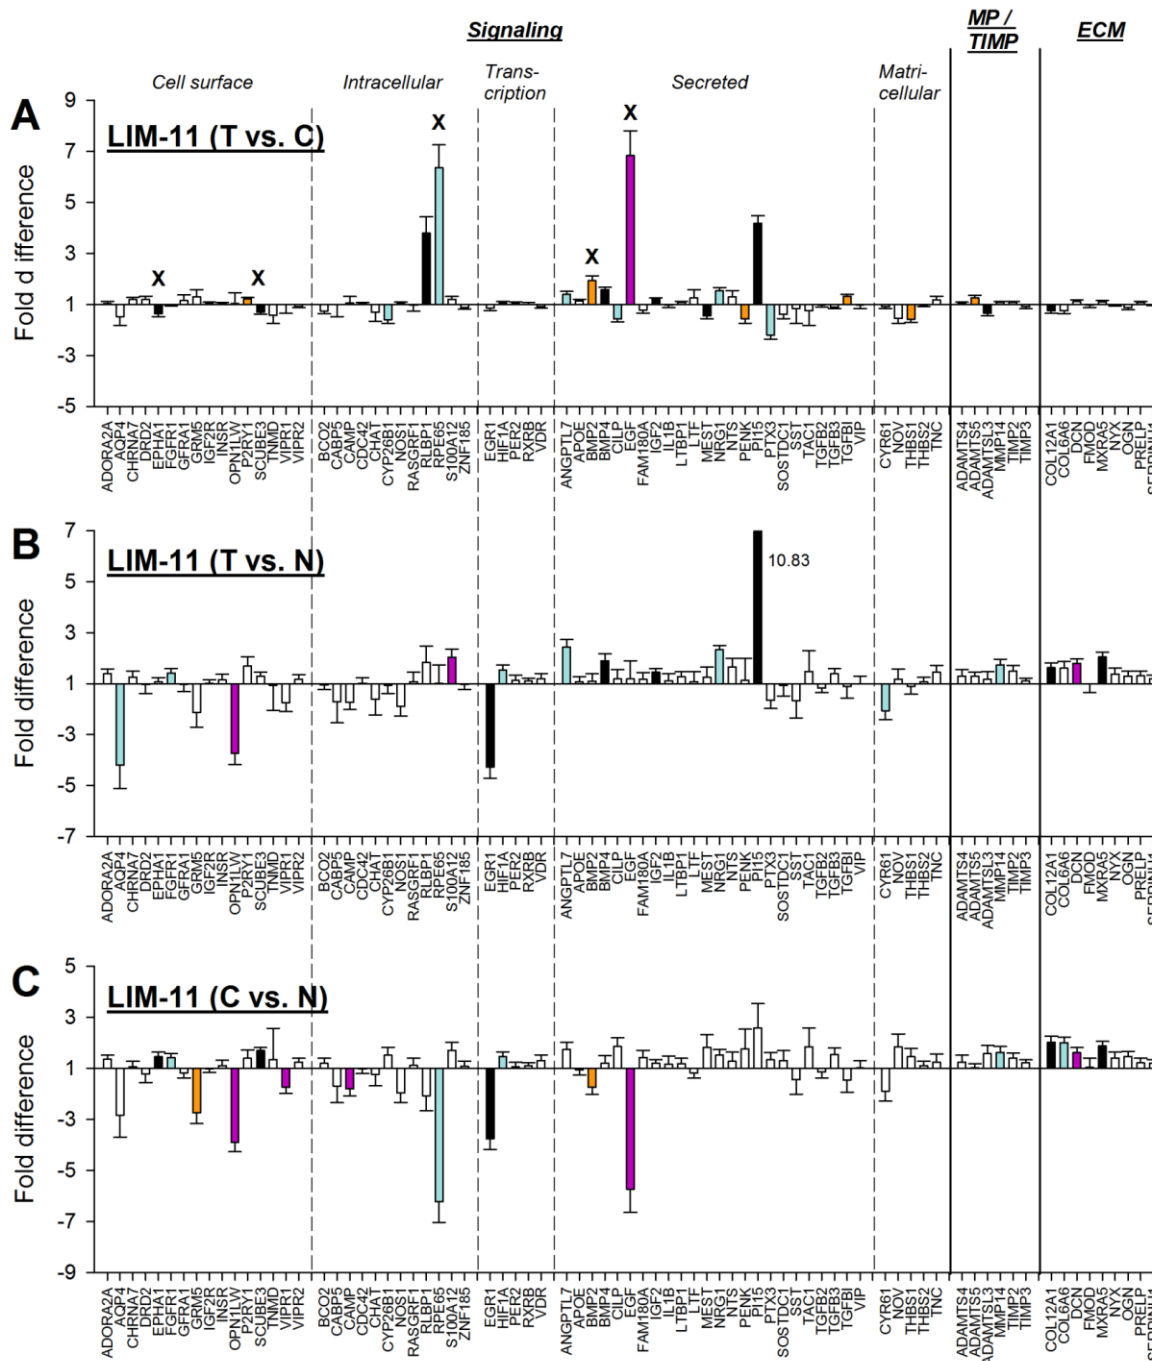 Signaling
MP / TIMP
ECM
Cell surface
Intracellular
Trans-cription
Secreted
Matri-cellular
A
LIM-11 (T vs. C)
Fold d ifference
9
7
5
3
1
-1
-3
-5
X X X X X
ADORA2A AQP4 CHRNA7 DRD2 EPHA1 FGFR1 GFRA1 GRM5 IGF2R INSR OPN1LW P2RY1 SCUBE3 TNMD VIPR1 VIPR2
BCO2 CABP5 CAMP CDC42 CHAT CYP26B1 NOS1 RASGRF1 RLBP1 RPE65 S100A12 ZNF185
EGR1 HIF1A PER2 RXRB VDR
ANGPTL7 APOE BMP2 BMP4 CILP EGF FAM180A IGF2 IL1B LTBP1 LTF MEST NRG1 NTS PENK PI15 PTX3 SOSTDC1 SST TAC1 TGFB2 TGFB3 TGFBI VIP
CYR61 NOV THBS1 THBS2 TNC
ADAMTS4 ADAMTS5 ADAMTSL3 MMP14 TIMP2 TIMP3
COL12A1 COL6A6 DCN FMOD MXRA5 NYX OGN PRELP
B
LIM-11 (T vs. N)
Fold difference
7
5
3
1
-1
-3
-5
-7
10.83
ADORA2A AQP4 CHRNA7 DRD2 EPHA1 FGFR1 GFRA1 GRM5 IGF2R INSR OPN1LW P2RY1 SCUBE3 TNMD VIPR1 VIPR2
BCO2 CABP5 CAMP CDC42 CHAT CYP26B1 NOS1 RASGRF1 RLBP1 RPE65 S100A12 ZNF185
EGR1 HIF1A PER2 RXRB VDR
ANGPTL7 APOE BMP2 BMP4 CILP EGF FAM180A IGF2 IL1B LTBP1 LTF MEST NRG1 NTS PENK PI15 PTX3 SOSTDC1 SST TAC1 TGFB2 TGFB3 TGFBI VIP
CYR61 NOV THBS1 THBS2 TNC
ADAMTS4 ADAMTS5 ADAMTSL3 MMP14 TIMP2 TIMP3
COL12A1 COL6A6 DCN FMOD MXRA5 NYX OGN PRELP
C
LIM-11 (C vs. N)
Fold difference
5
3
1
-1
-3
-5
-7
-9
ADORA2A AQP4 CHRNA7 DRD2 EPHA1 FGFR1 GFRA1 GRM5 IGF2R INSR OPN1LW P2RY1 SCUBE3 TNMD VIPR1 VIPR2
BCO2 CABP5 CAMP CDC42 CHAT CYP26B1 NOS1 RASGRF1 RLBP1 RPE65 S100A12 ZNF185
EGR1 HIF1A PER2 RXRB VDR
ANGPTL7 APOE BMP2 BMP4 CILP EGF FAM180A IGF2 IL1B LTBP1 LTF MEST NRG1 NTS PENK PI15 PTX3 SOSTDC1 SST TAC1 TGFB2 TGFB3 TGFBI VIP
CYR61 NOV THBS1 THBS2 TNC
ADAMTS4 ADAMTS5 ADAMTSL3 MMP14 TIMP2 TIMP3
COL12A1 COL6A6 DCN FMOD MXRA5 NYX OGN PRELP